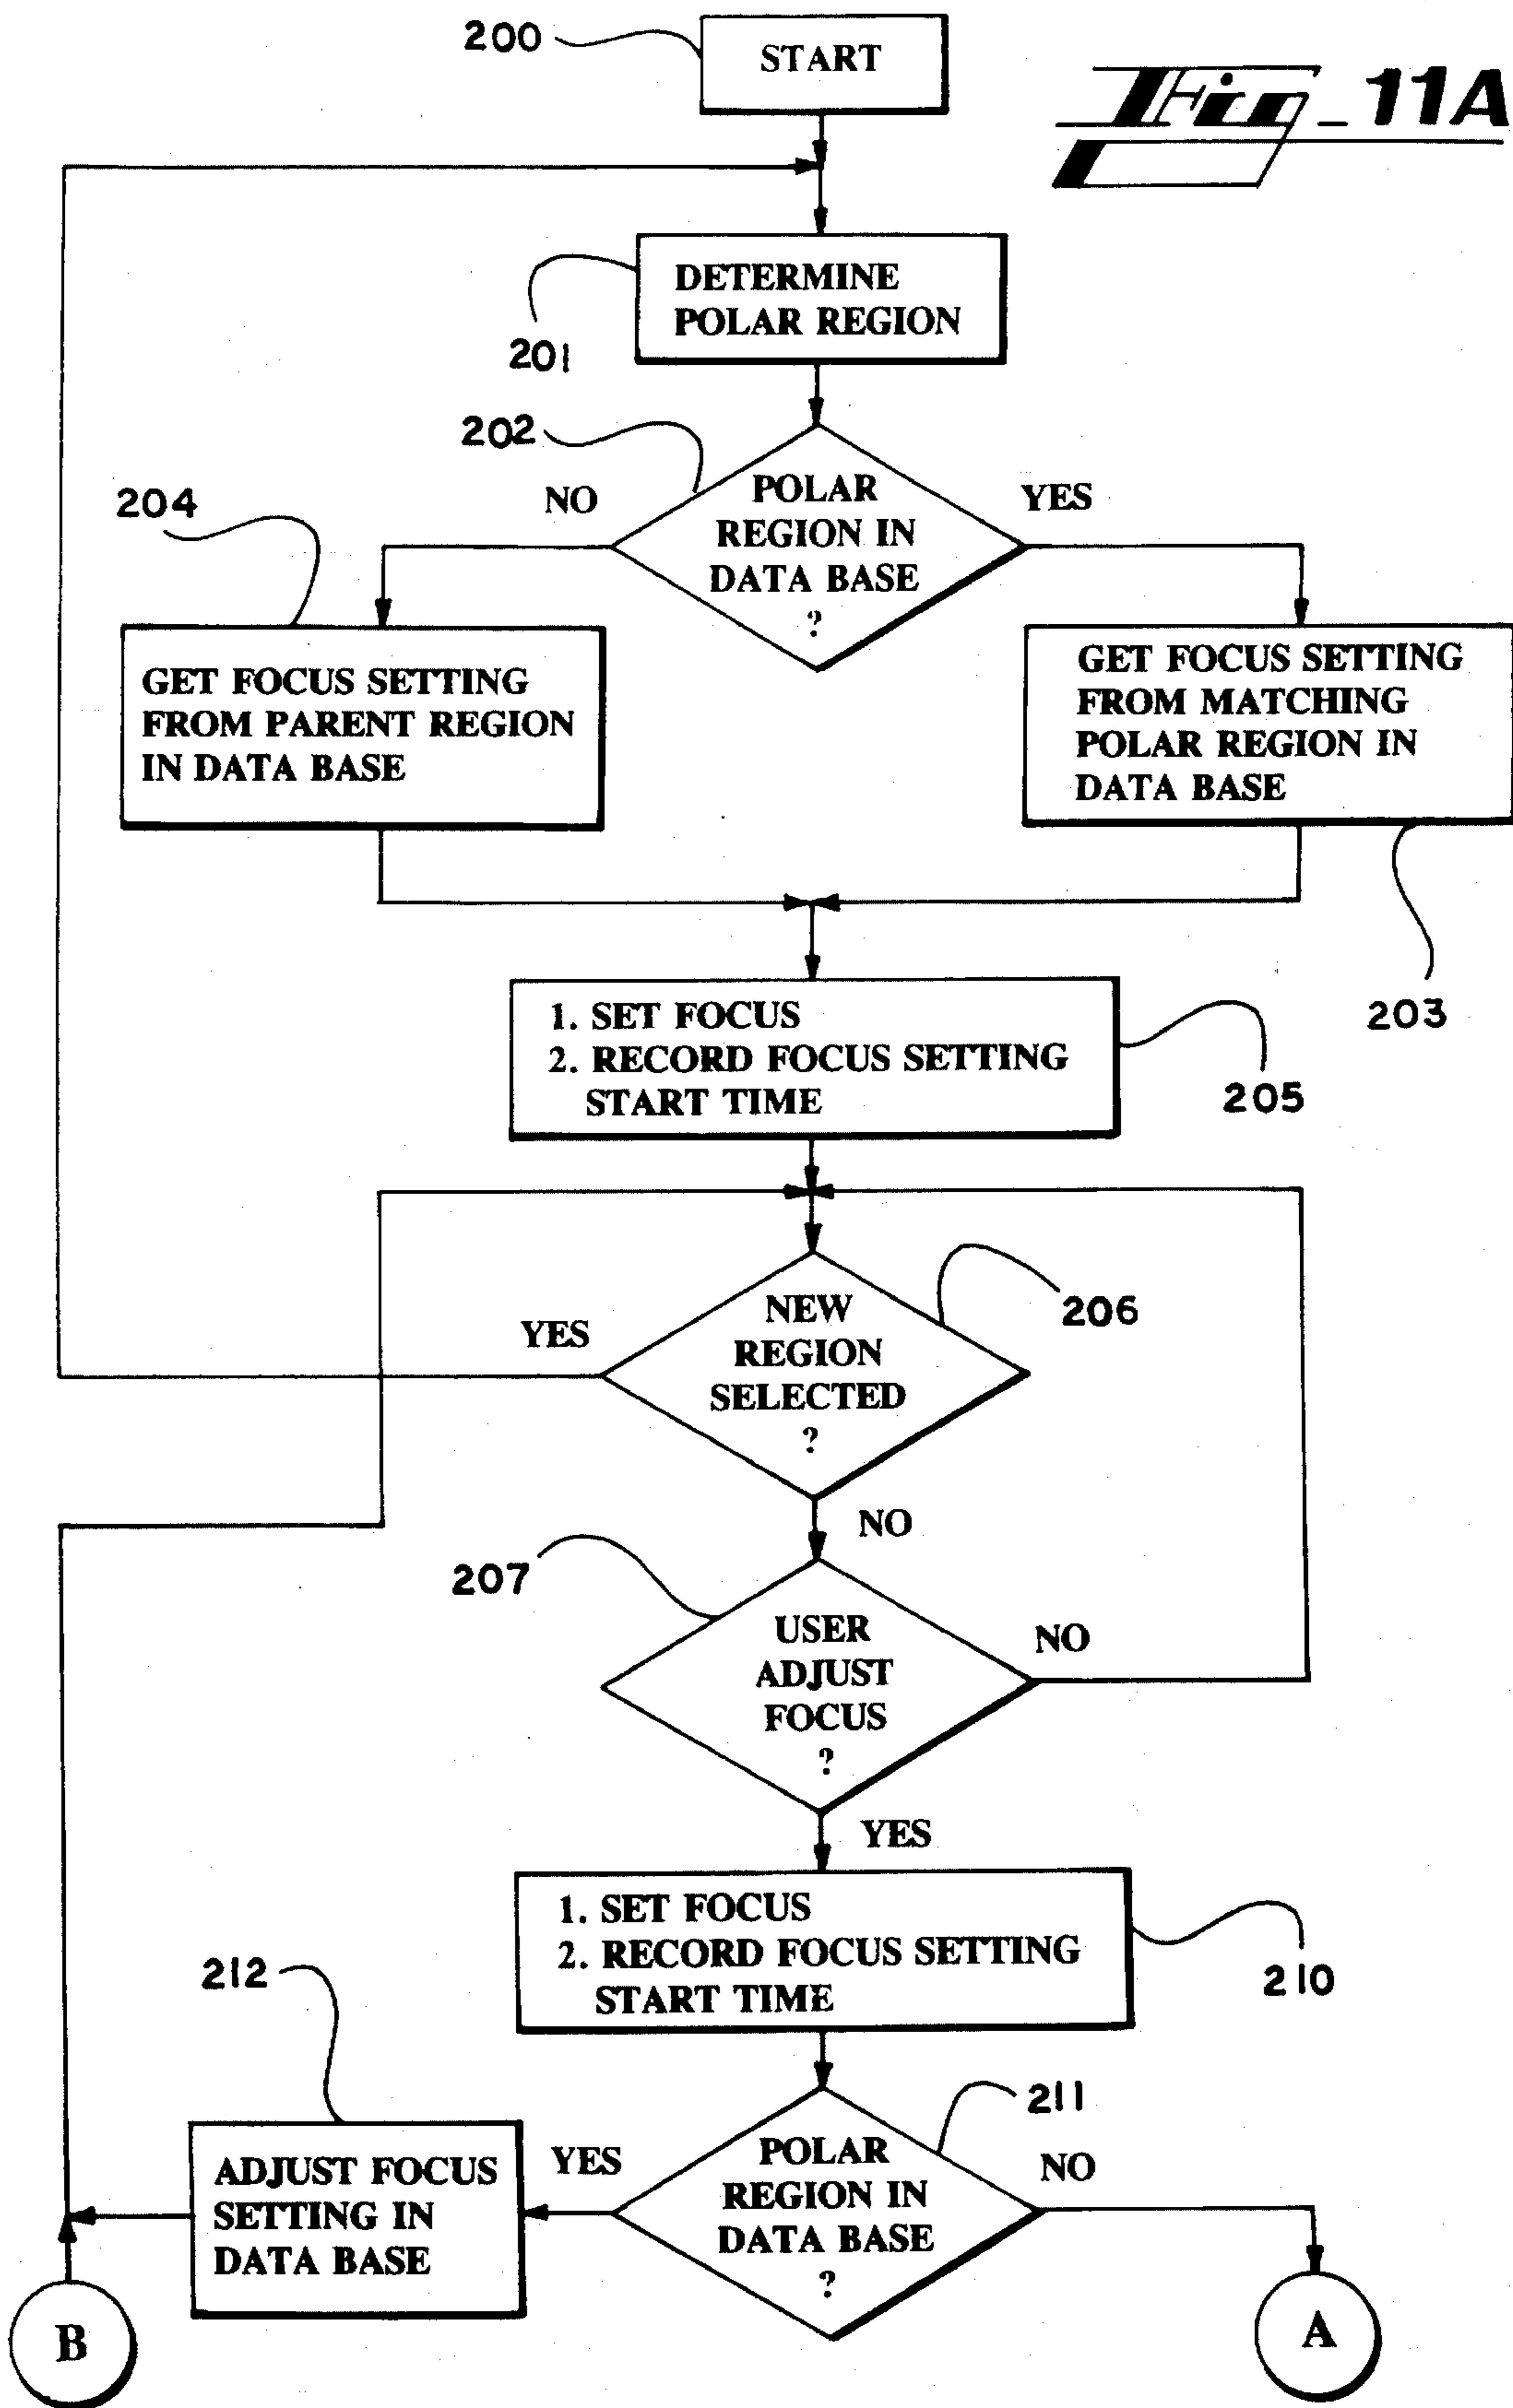 200
START
Fig_11A
DETERMINE
POLAR REGION
201
202
NO
POLAR
REGION IN
DATA BASE
?
YES
204
GET FOCUS SETTING
FROM PARENT REGION
IN DATA BASE
GET FOCUS SETTING
FROM MATCHING
POLAR REGION IN
DATA BASE
203
1. SET FOCUS
2. RECORD FOCUS SETTING
START TIME
205
YES
NEW
REGION
SELECTED
?
206
NO
207
USER
ADJUST
FOCUS
?
NO
YES
1. SET FOCUS
2. RECORD FOCUS SETTING
START TIME
210
212
211
ADJUST FOCUS
SETTING IN
DATA BASE
YES
POLAR
REGION IN
DATA BASE
?
NO
B
A